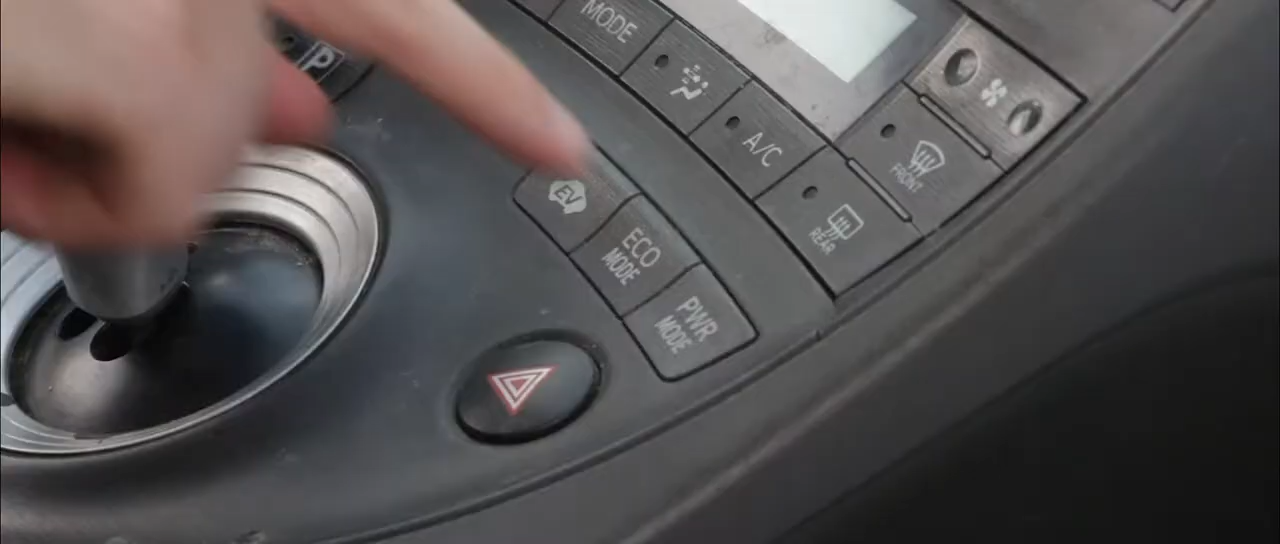 MODE
P
A/C
FRONT
REAR
EV
ECO
MODE
PWR
MODE